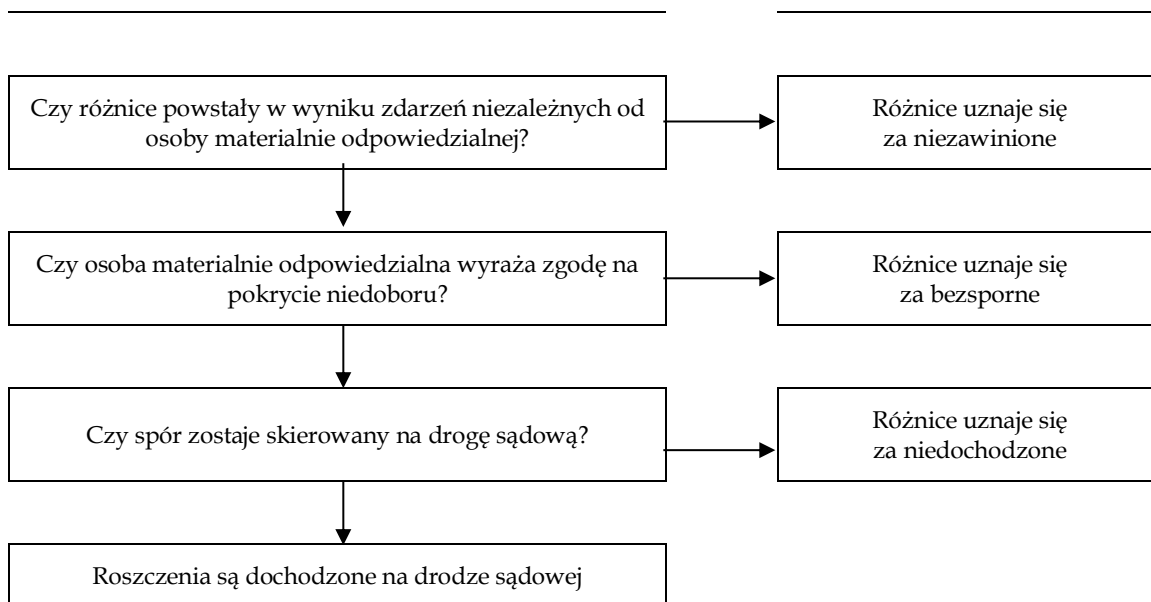 Czy różnice powstały w wyniku zdarzeń niezależnych od
osoby materialnie odpowiedzialnej?
Różnice uznaje się
za niezawinione
Czy osoba materialnie odpowiedzialna wyraża zgodę na
pokrycie niedoboru?
Różnice uznaje się
za bezsporne
Czy spór zostaje skierowany na drogę sądową?
Różnice uznaje się
za niedochodzone
Roszczenia są dochodzone na drodze sądowej